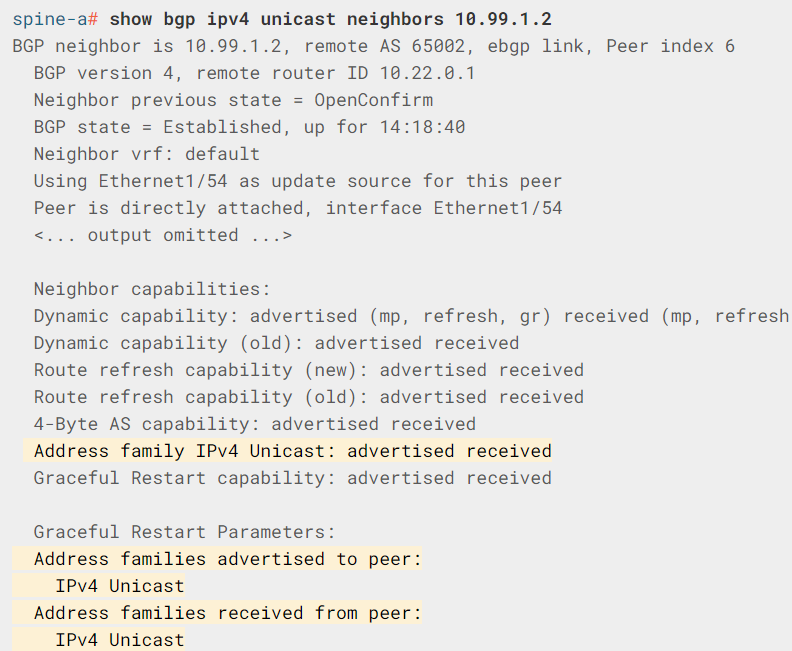 spine-a# show bgp ipv4 unicast neighbors 10.99.1.2
BGP neighbor is 10.99.1.2, remote AS 65002, ebgp link, Peer index 6
BGP version 4, remote router ID 10.22.0.1
Neighbor previous state = OpenConfirm
BGP state = Established, up for 14:18:40
Neighbor vrf: default
Using Ethernet1/54 as update source for this peer
Peer is directly attached, interface Ethernet1/54
<... output omitted ...>
Neighbor capabilities:
Dynamic capability: advertised (mp, refresh, gr) received (mp, refresh
Dynamic capability (old): advertised received
Route refresh capability (new): advertised received
Route refresh capability (old): advertised received
4-Byte AS capability: advertised received
Address family IPv4 Unicast: advertised received
Graceful Restart capability: advertised received
Graceful Restart Parameters:
Address families advertised to peer:
IPv4 Unicast
Address families received from peer:
IPv4 Unicast